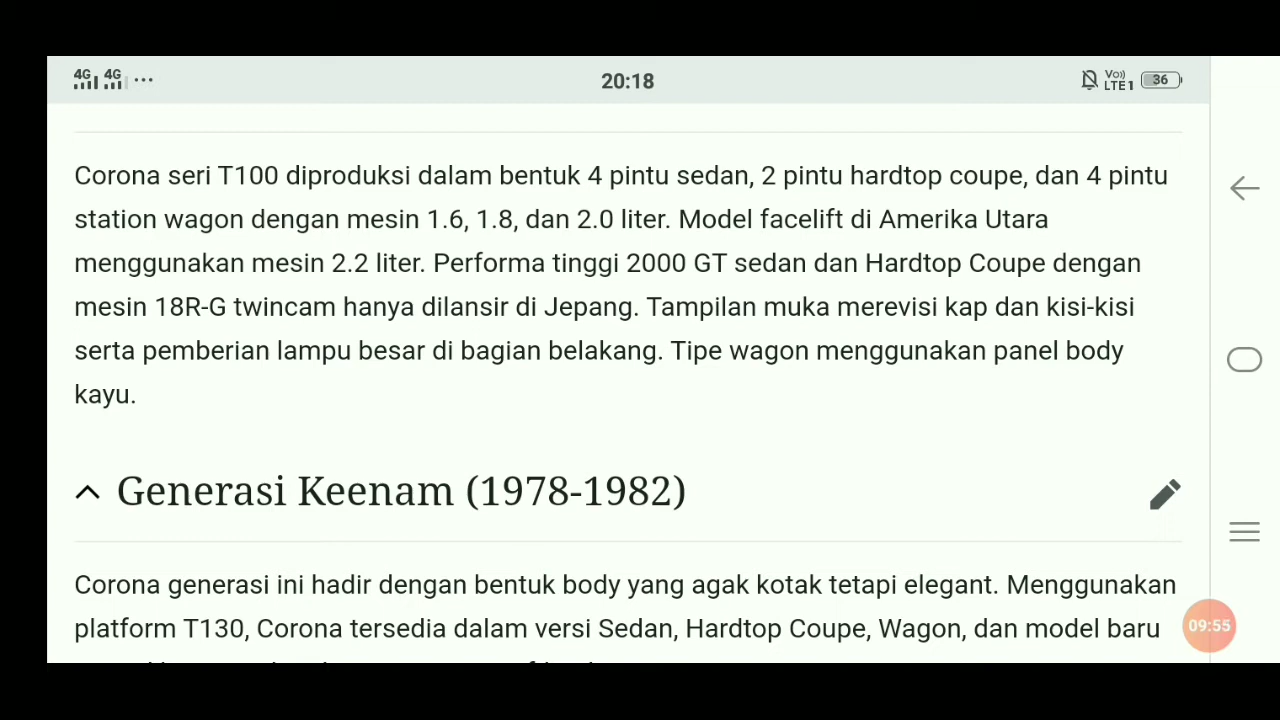 4G 4G ... 20:18 Vo)) LTE 1 36
Corona seri T100 diproduksi dalam bentuk 4 pintu sedan, 2 pintu hardtop coupe, dan 4 pintu
station wagon dengan mesin 1.6, 1.8, dan 2.0 liter. Model facelift di Amerika Utara
menggunakan mesin 2.2 liter. Performa tinggi 2000 GT sedan dan Hardtop Coupe dengan
mesin 18R-G twincam hanya dilansir di Jepang. Tampilan muka merevisi kap dan kisi-kisi
serta pemberian lampu besar di bagian belakang. Tipe wagon menggunakan panel body
kayu.
Generasi Keenam (1978-1982)
Corona generasi ini hadir dengan bentuk body yang agak kotak tetapi elegant. Menggunakan
platform T130, Corona tersedia dalam versi Sedan, Hardtop Coupe, Wagon, dan model baru
09:55